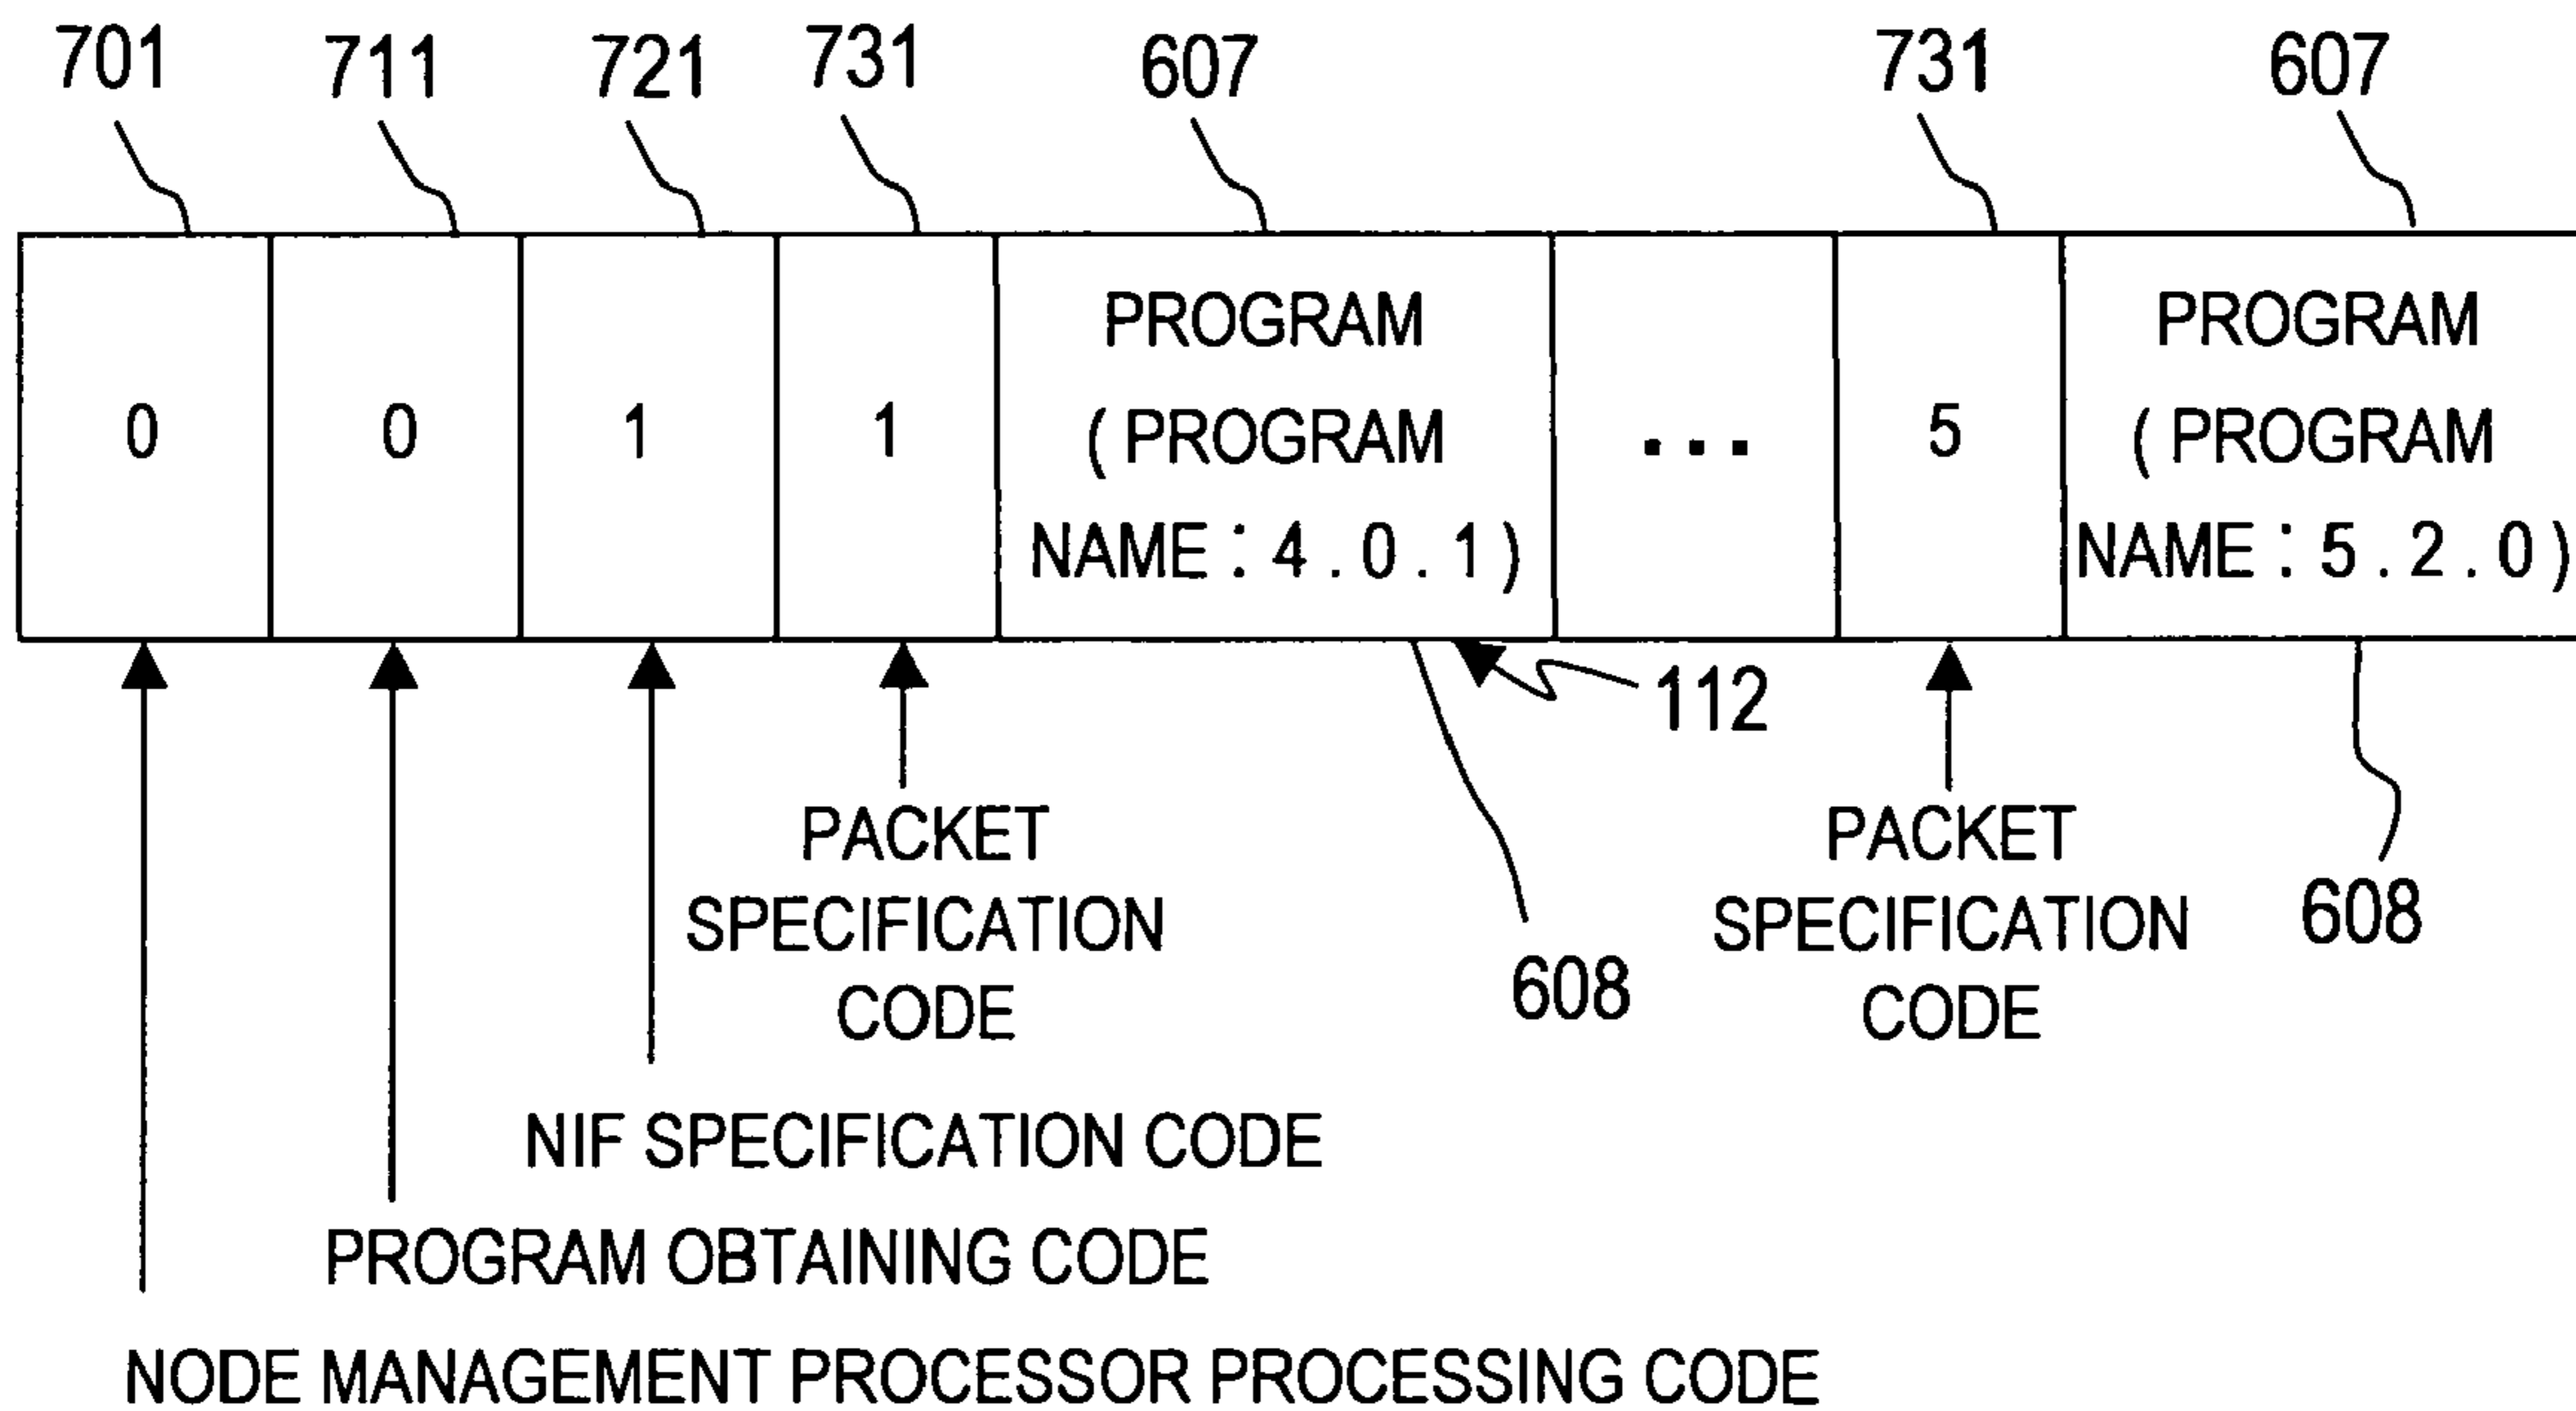 701 711 721 731 607 731 607
0 0 1 1
PROGRAM
( PROGRAM
NAME : 4 . 0 . 1 )
...
5
PROGRAM
( PROGRAM
NAME : 5 . 2 . 0 )
112
PACKET
SPECIFICATION
CODE
608
PACKET
SPECIFICATION
CODE
608
NIF SPECIFICATION CODE
PROGRAM OBTAINING CODE
NODE MANAGEMENT PROCESSOR PROCESSING CODE